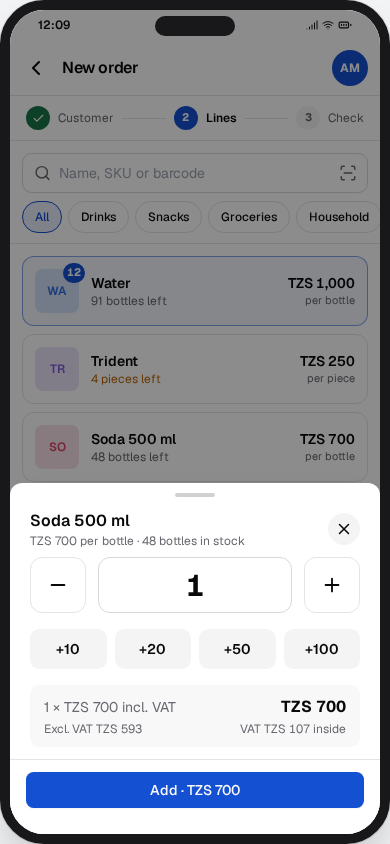 12:09
New order
AM
Customer
2
Lines
3
Check
Name, SKU or barcode
All
Drinks
Snacks
Groceries
Household
12
WA
Water
TZS 1,000
91 bottles left
per bottle
TR
Trident
TZS 250
4 pieces left
per piece
SO
Soda 500 ml
TZS 700
48 bottles left
per bottle
Soda 500 ml
TZS 700 per bottle · 48 bottles in stock
1
+10
+20
+50
+100
1 × TZS 700 incl. VAT
TZS 700
Excl. VAT TZS 593
VAT TZS 107 inside
Add · TZS 700